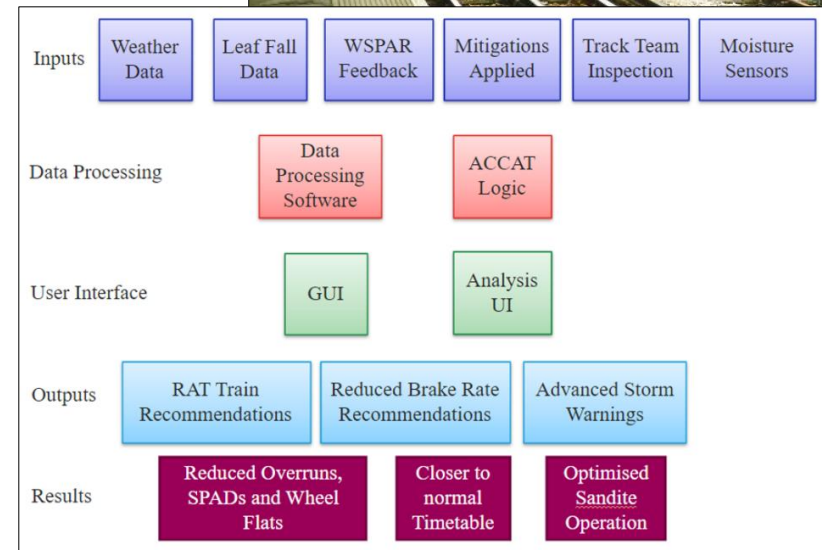 Inputs
Weather
Data
Leaf Fall
Data
WSPAR
Feedback
Mitigations
Applied
Track Team
Inspection
Moisture
Sensors
Data Processing
Data
Processing
Software
ACCAT
Logic
User Interface
GUI
Analysis
UI
Outputs
RAT Train
Recommendations
Reduced Brake Rate
Recommendations
Advanced Storm
Warnings
Results
Reduced Overruns,
SPADs and Wheel
Flats
Closer to
normal
Timetable
Optimised
Sandite
Operation